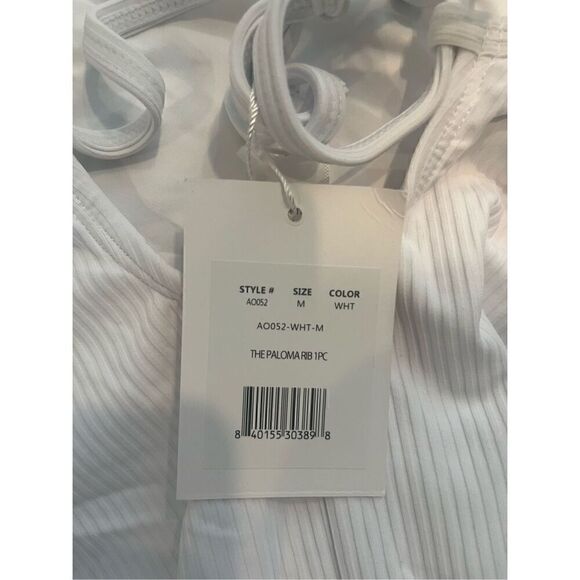 STYLE # SIZE COLOR
AO052 M WHT
AO052-WHT-M
THE PALOMA RIB 1PC
8 40155 30389 8